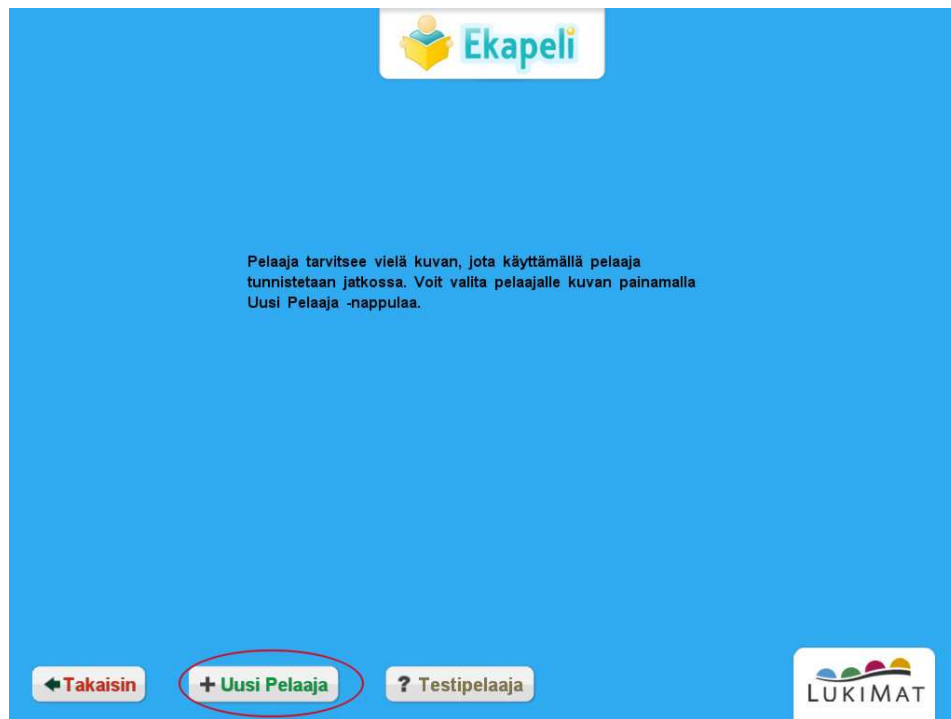 Ekapeli
Pelaaja tarvitsee vielä kuvan, jota käyttämällä pelaaja
tunnistetaan jatkossa. Voit valita pelaajalle kuvan painamalla
Uusi Pelaaja -nappulaa.
Takaisin
+ Uusi Pelaaja
? Testipelaaja
LUKIMAT